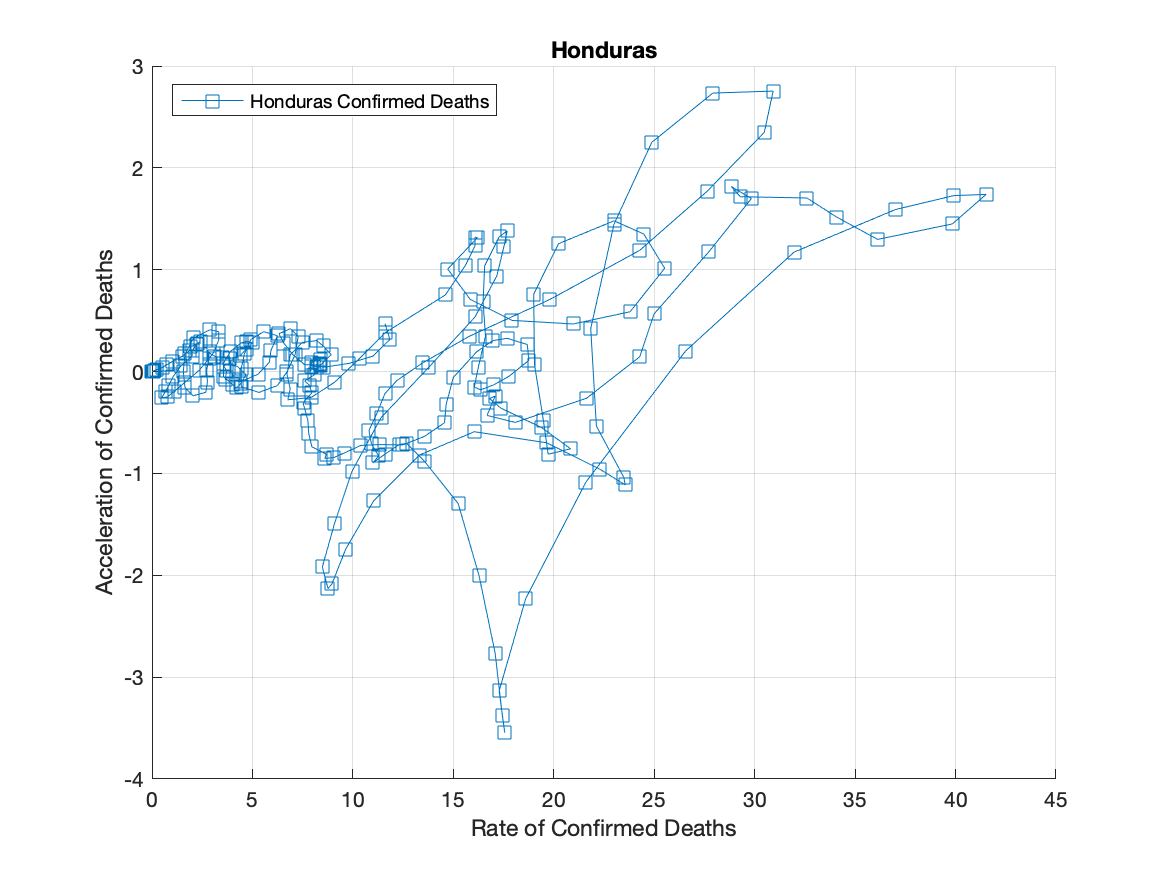 Honduras
Honduras Confirmed Deaths
3
2
1
0
-1
-2
-3
-4
Acceleration of Confirmed Deaths
0 5 10 15 20 25 30 35 40 45
Rate of Confirmed Deaths